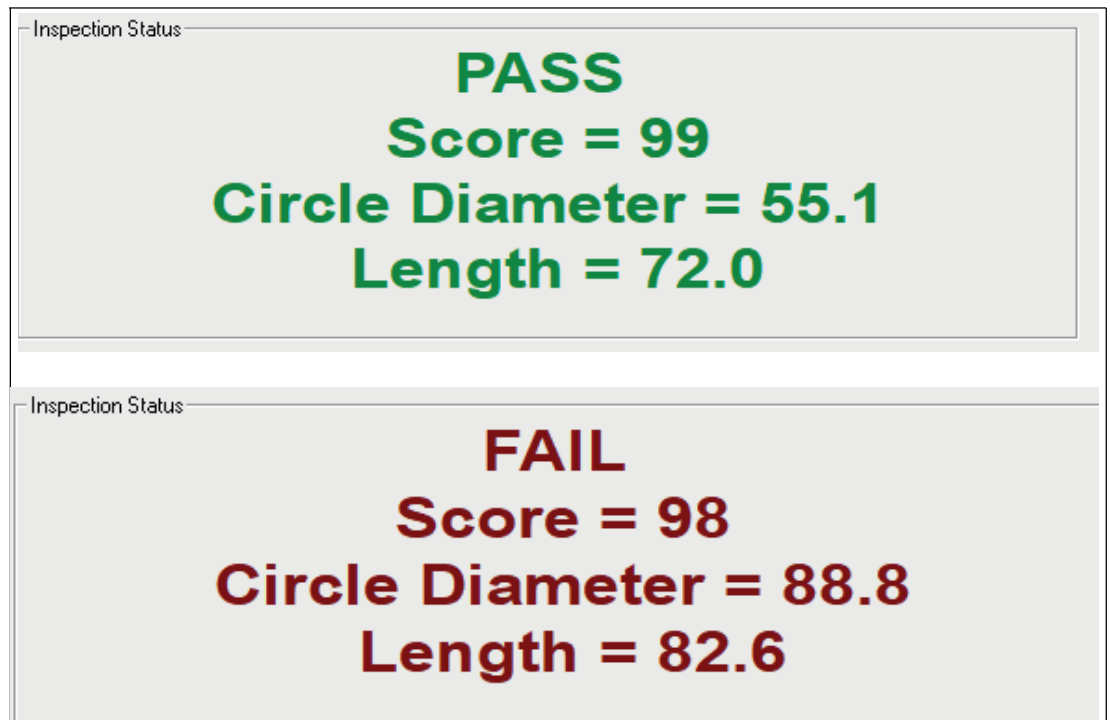 Inspection Status
PASS
Score = 99
Circle Diameter = 55.1
Length = 72.0
Inspection Status
FAIL
Score = 98
Circle Diameter = 88.8
Length = 82.6